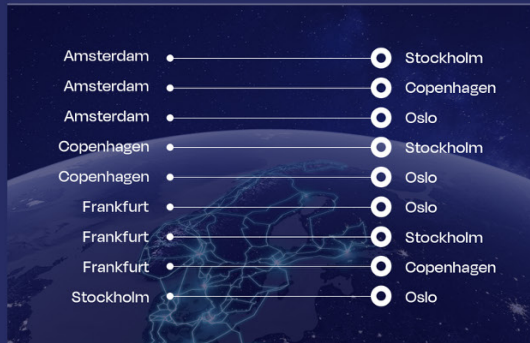 Amsterdam Stockholm
Amsterdam Copenhagen
Amsterdam Oslo
Copenhagen Stockholm
Copenhagen Oslo
Frankfurt Oslo
Frankfurt Stockholm
Frankfurt Copenhagen
Stockholm Oslo